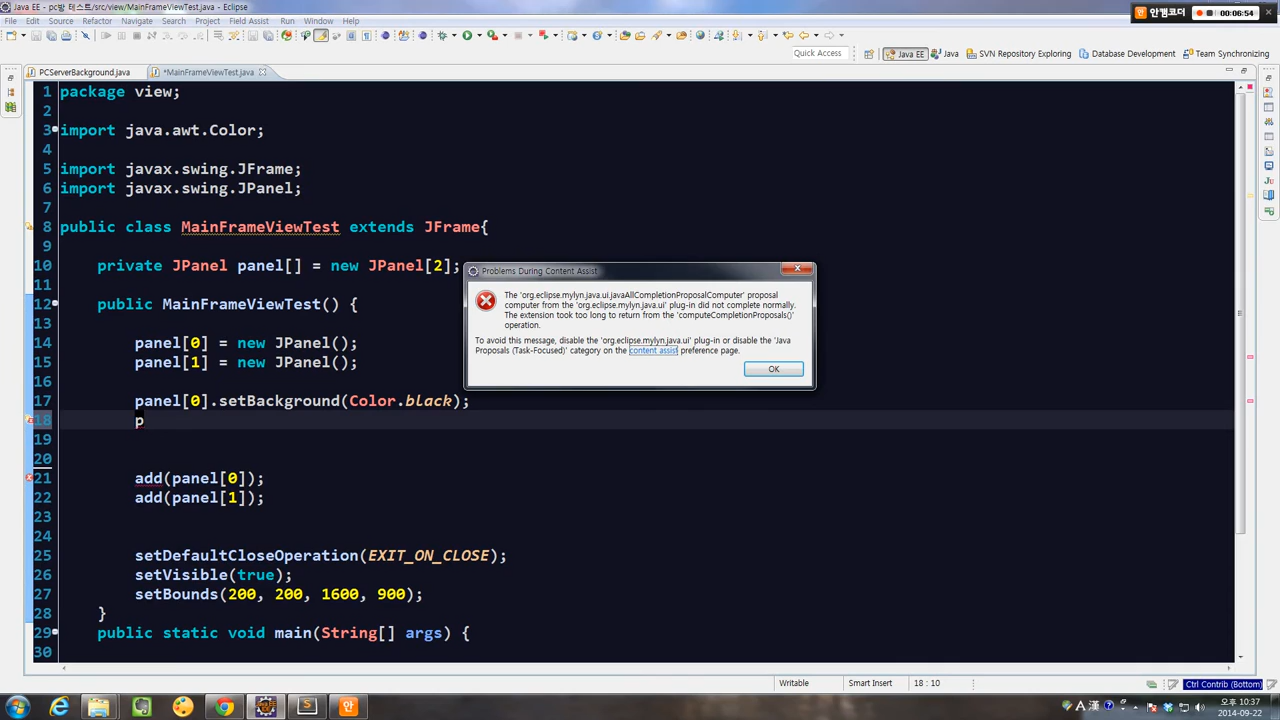 Java EE - pc방 테스트/src/view/MainFrameViewTest.java - Eclipse
안캠코더 00:06:54
File Edit Source Refactor Navigate Search Project Field Assist Run Window Help
Quick Access Java EE Java SVN Repository Exploring Database Development Team Synchronizing
PCServerBackground.java *MainFrameViewTest.java
1 package view;
2
3 import java.awt.Color;
4
5 import javax.swing.JFrame;
6 import javax.swing.JPanel;
7
8 public class MainFrameViewTest extends JFrame{
9
10 private JPanel panel[] = new JPanel[2];
11
12 public MainFrameViewTest() {
13
14 panel[0] = new JPanel();
15 panel[1] = new JPanel();
16
17 panel[0].setBackground(Color.black);
18 p
19
20
21 add(panel[0]);
22 add(panel[1]);
23
24
25 setDefaultCloseOperation(EXIT_ON_CLOSE);
26 setVisible(true);
27 setBounds(200, 200, 1600, 900);
28 }
29 public static void main(String[] args) {
30
Problems During Content Assist
The 'org.eclipse.mylyn.java.ui.javaAllCompletionProposalComputer' proposal
computer from the 'org.eclipse.mylyn.java.ui' plug-in did not complete normally.
The extension took too long to return from the 'computeCompletionProposals()'
operation.
To avoid this message, disable the 'org.eclipse.mylyn.java.ui' plug-in or disable the 'Java
Proposals (Task-Focused)' category on the content assist preference page.
OK
Writable Smart Insert 18 : 10 Ctrl Contrib (Bottom)
A 漢 오후 10:37
2014-09-22